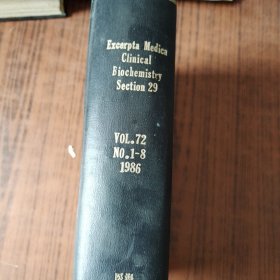 Excerpta Medica
Clinical
Biochemistry
Section 29
VOL.72
NO.1-8
1986